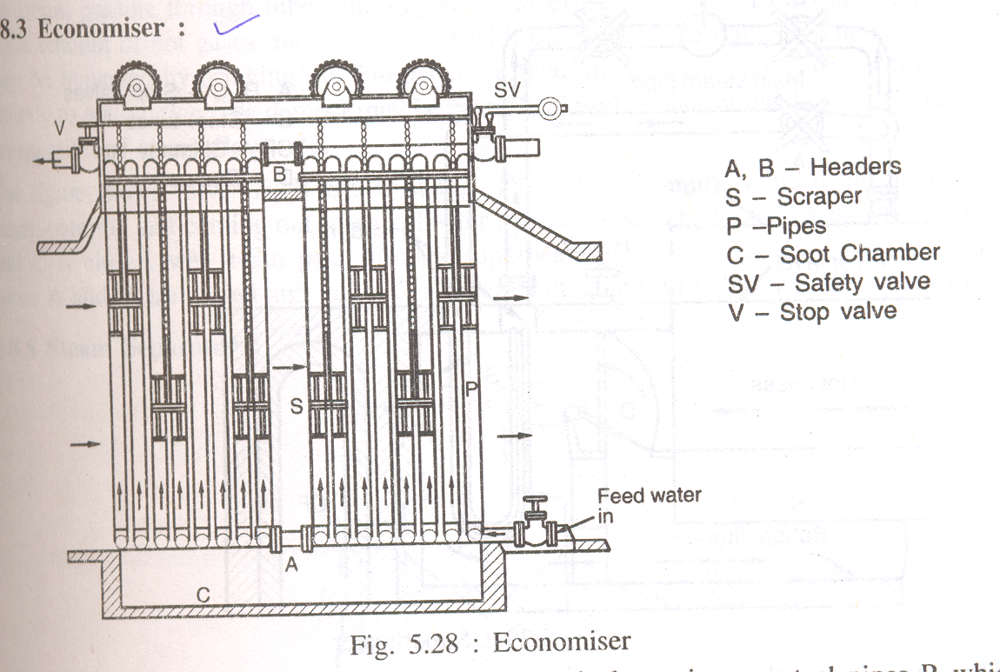 8.3 Economiser :
SV
V
B
A, B – Headers
S – Scraper
P –Pipes
C – Soot Chamber
SV – Safety valve
V – Stop valve
P
S
Feed water
in
A
C
Fig. 5.28 : Economiser